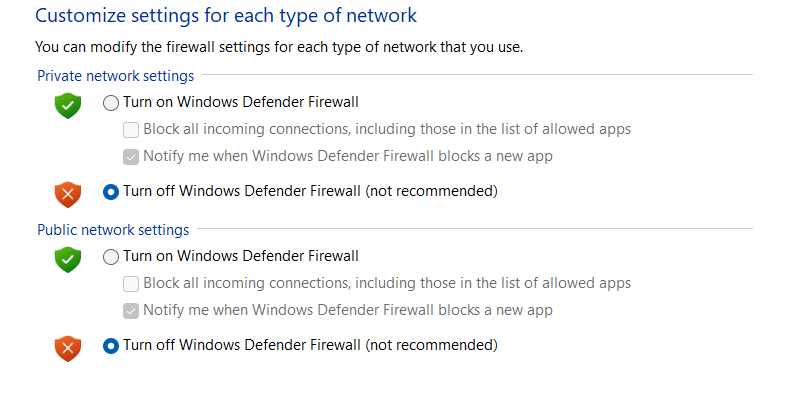 Customize settings for each type of network
You can modify the firewall settings for each type of network that you use.
Private network settings
Turn on Windows Defender Firewall
Block all incoming connections, including those in the list of allowed apps
Notify me when Windows Defender Firewall blocks a new app
Turn off Windows Defender Firewall (not recommended)
Public network settings
Turn on Windows Defender Firewall
Block all incoming connections, including those in the list of allowed apps
Notify me when Windows Defender Firewall blocks a new app
Turn off Windows Defender Firewall (not recommended)